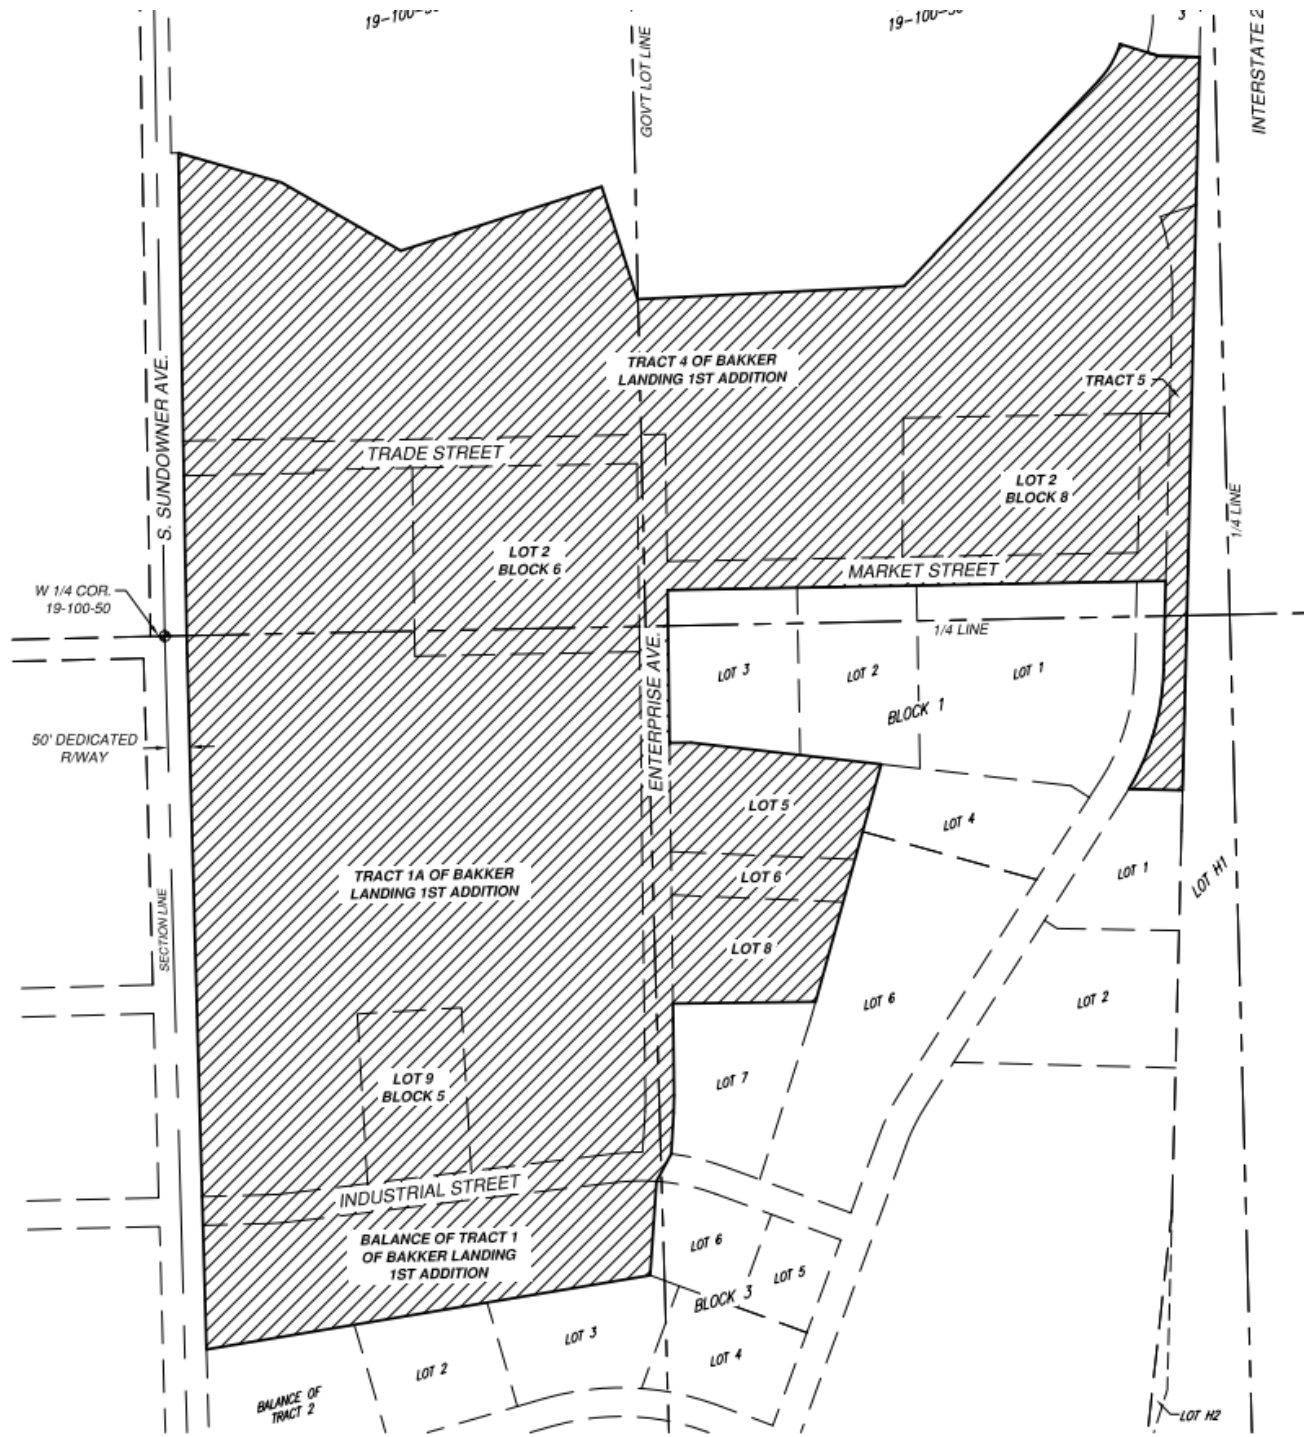 19-100-50
19-100-50
3
INTERSTATE 2
GOV'T LOT LINE
TRACT 4 OF BAKKER
LANDING 1ST ADDITION
TRACT 5
S. SUNDOWNER AVE.
TRADE STREET
LOT 2
BLOCK 8
1/4 LINE
LOT 2
BLOCK 6
MARKET STREET
W 1/4 COR.
19-100-50
1/4 LINE
ENTERPRISE AVE.
LOT 3
LOT 2
LOT 1
BLOCK 1
50' DEDICATED
R/WAY
LOT 5
LOT 4
TRACT 1A OF BAKKER
LANDING 1ST ADDITION
LOT 6
LOT 1
LOT H1
SECTION LINE
LOT 8
LOT 6
LOT 2
LOT 9
BLOCK 5
LOT 7
INDUSTRIAL STREET
BALANCE OF TRACT 1
OF BAKKER LANDING
1ST ADDITION
LOT 6
LOT 5
BLOCK 3
LOT 3
LOT 4
LOT 2
BALANCE OF
TRACT 2
LOT H2